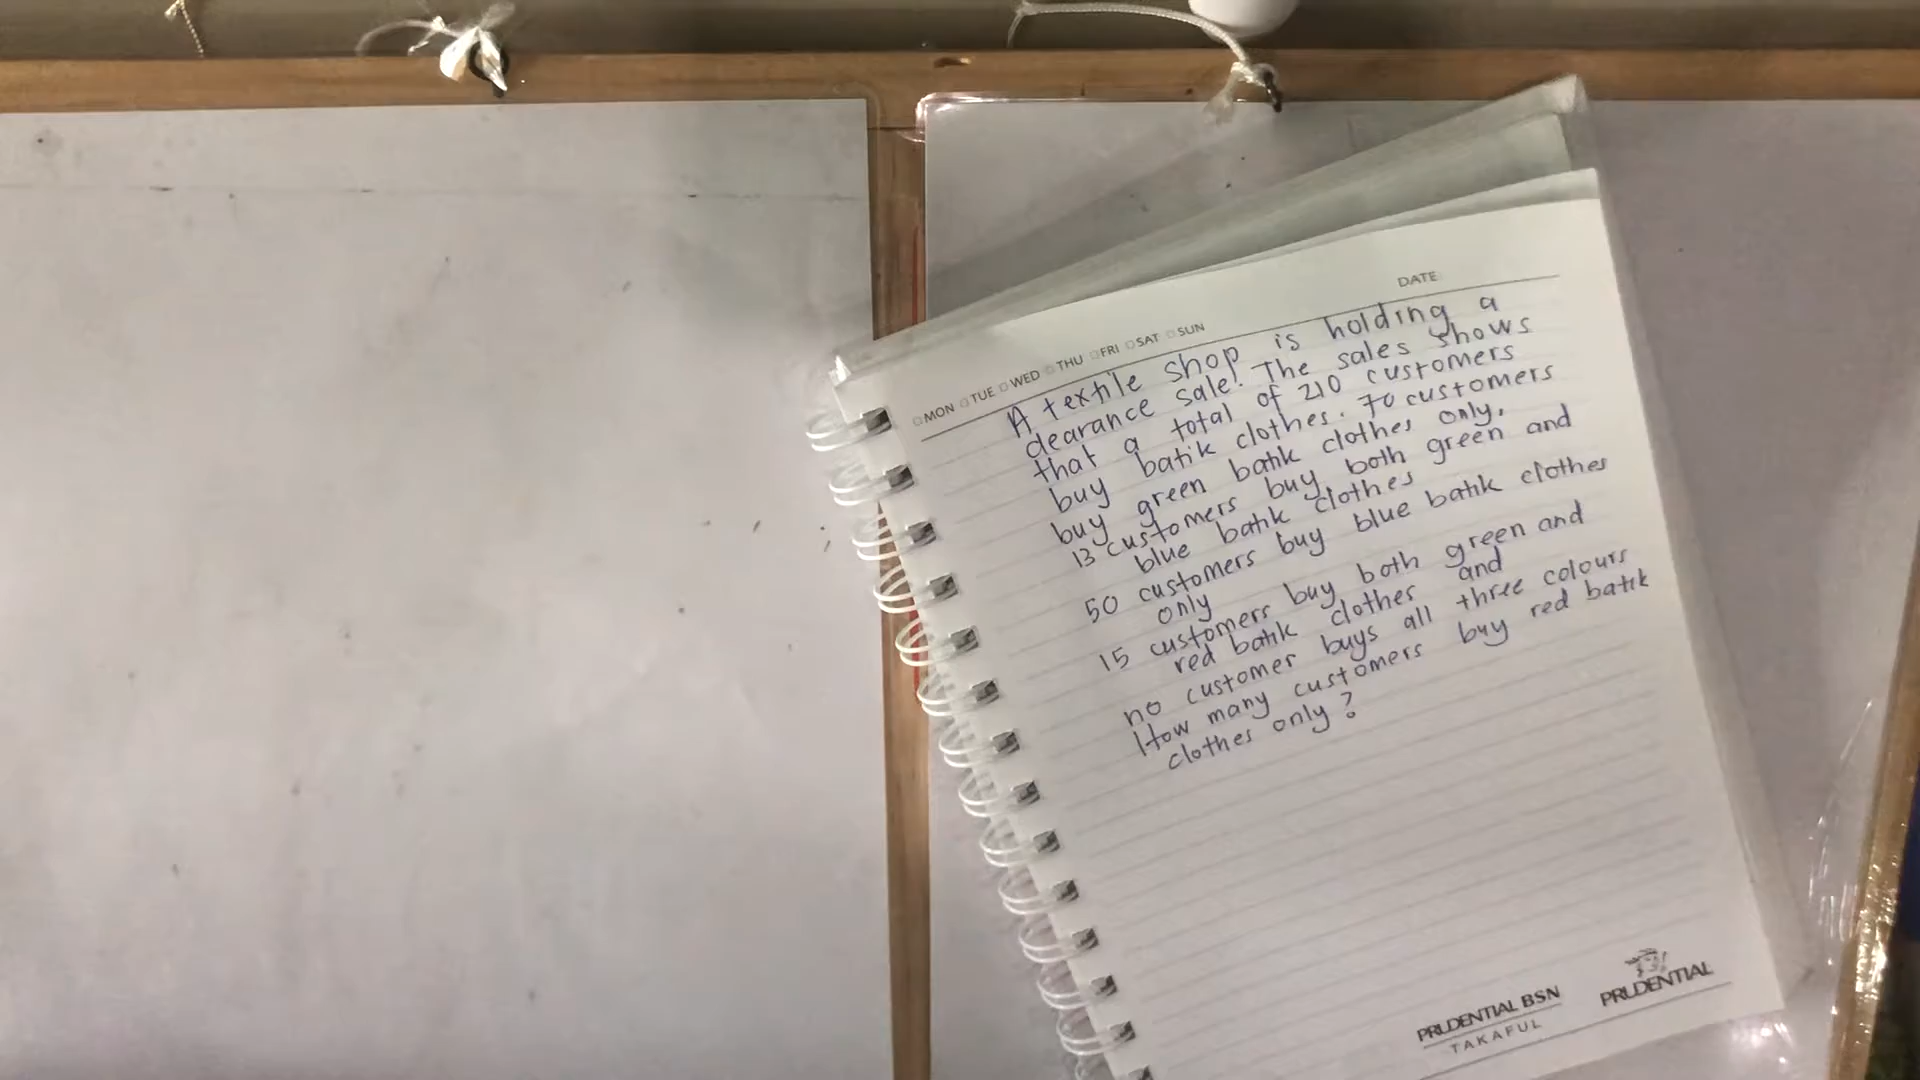 DATE
MON TUE WED THU FRI SAT SUN
A textile shop is holding a
clearance sale! The sales shows
that a total of 210 customers
buy batik clothes. 70 customers
buy green batik clothes only.
13 customers buy both green and
blue batik clothes
50 customers buy blue batik clothes
only
15 customers buy both green and
red batik clothes and
no customer buys all three colours
How many customers buy red batik
clothes only?
PRUDENTIAL BSN
TAKAFUL
PRUDENTIAL